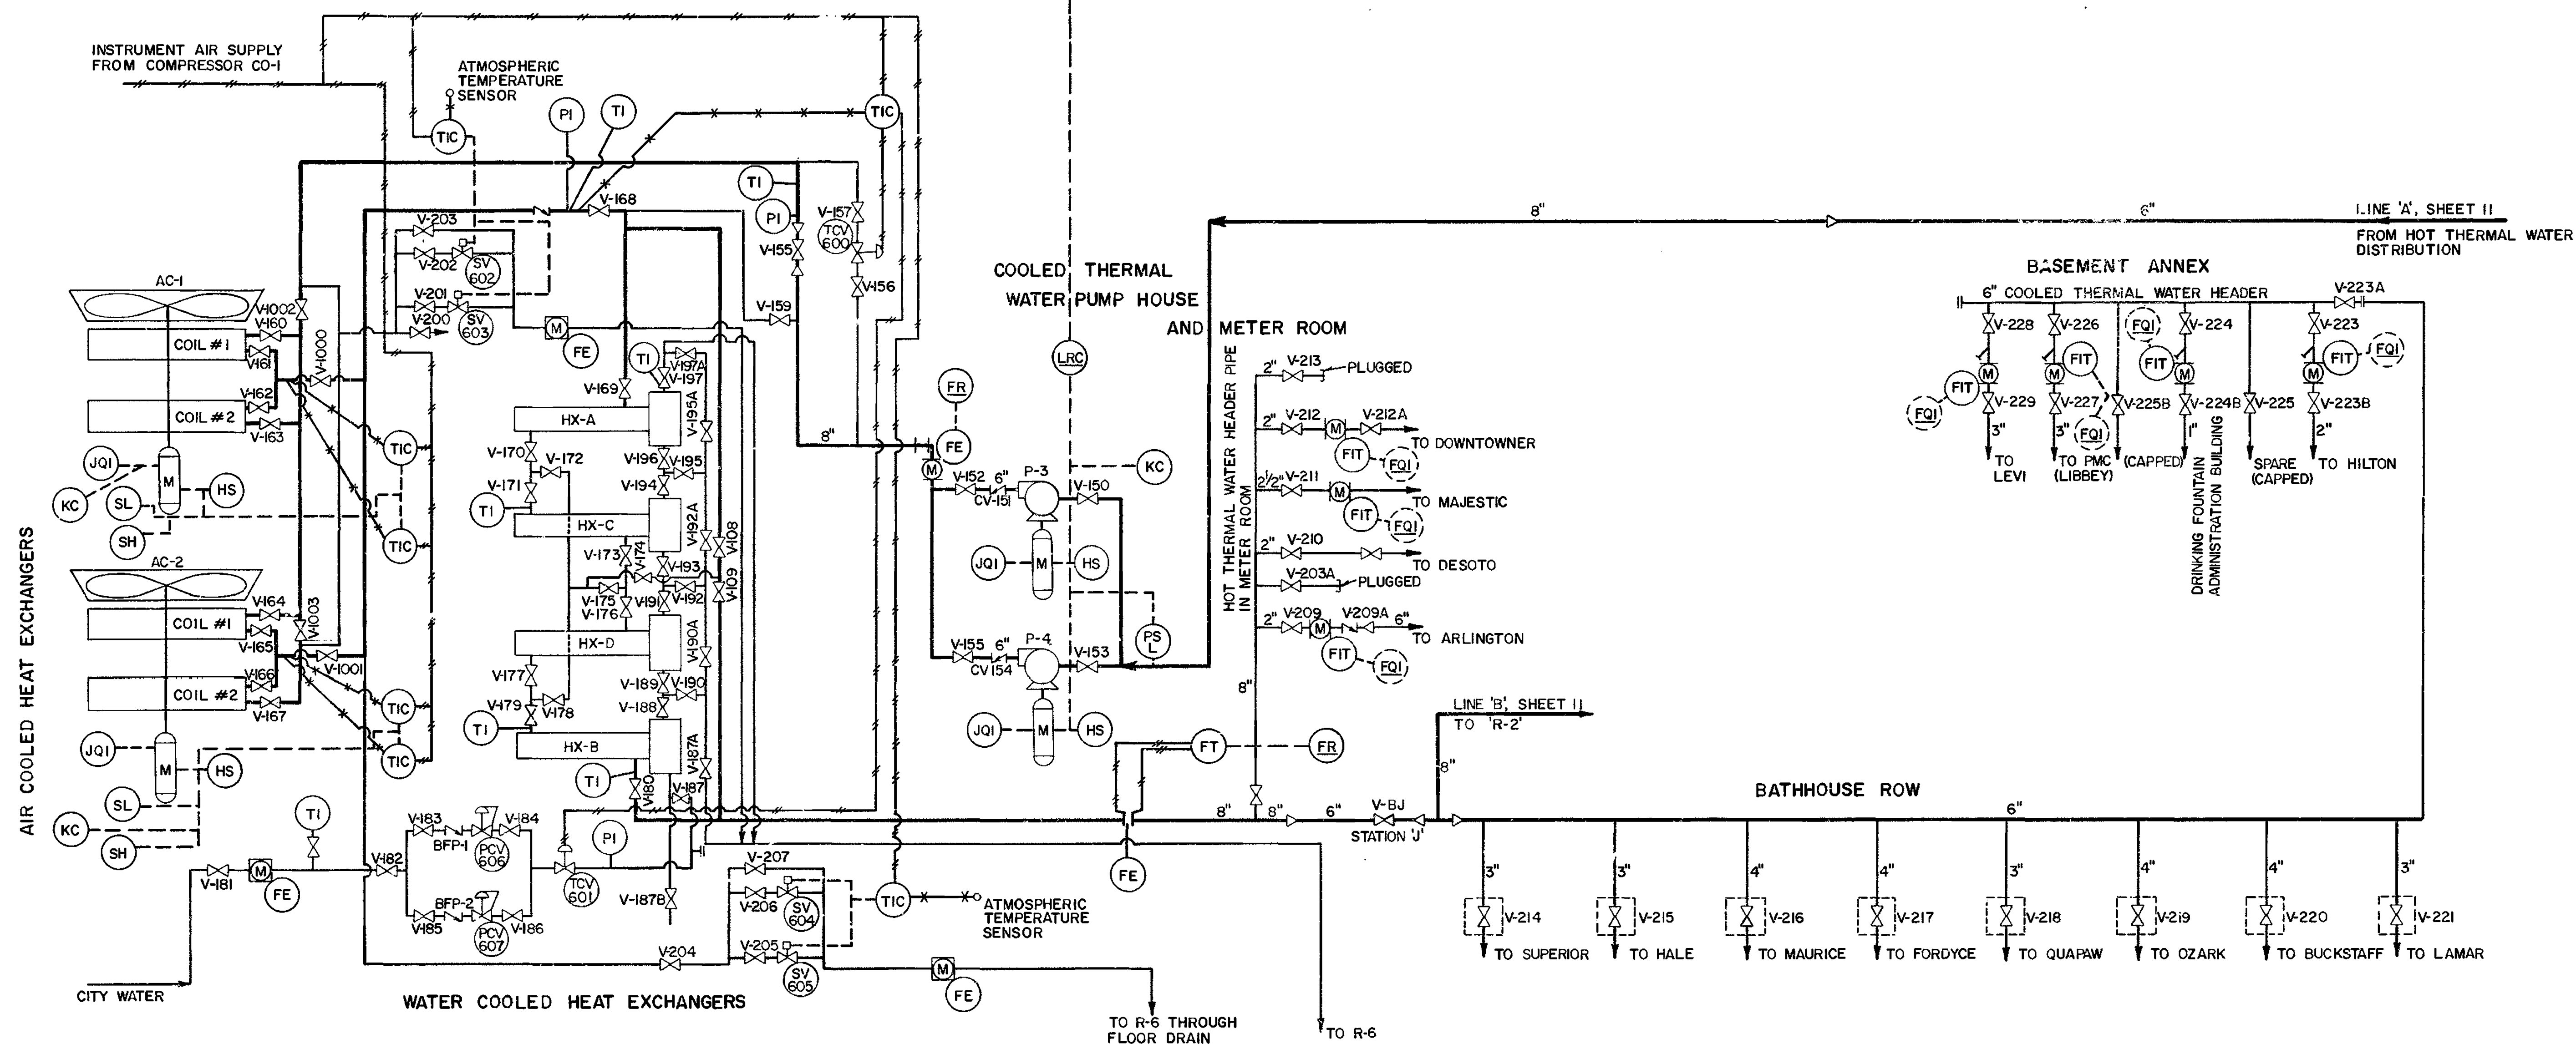 INSTRUMENT AIR SUPPLY
FROM COMPRESSOR CO-1
ATMOSPHERIC
TEMPERATURE
SENSOR
TIC
PI
TI
TIC
V-168
TI
PI
V-157
TCV
600
V-155
V-156
V-159
V-203
V-202
SV
602
V-201
SV
603
V-200
M
FE
AIR COOLED HEAT EXCHANGERS
AC-1
V-1002
V-160
COIL #1
V-161
V-1000
V-162
COIL #2
V-163
TIC
JQI
KC
M
HS
SL
SH
TIC
AC-2
V-164
V-1003
COIL #1
V-165
V-1001
V-166
COIL #2
V-167
TIC
JQI
M
HS
TIC
SL
KC
SH
TI
V-197A
V-197
V-169
V-195A
HX-A
V-170
V-172
V-196
V-195
V-171
V-194
TI
HX-C
V-192A
V-108
V-173
V-174
V-193
V-109
V-175
V-176
V-191
V-192
HX-D
V-190A
V-177
V-189
V-190
V-179
V-178
V-188
TI
HX-B
V-187A
TI
V-180
V-187
TI
V-183
BFP-1
PCV
606
V-184
PI
V-182
V-181
M
FE
TCV
601
BFP-2
V-185
PCV
607
V-186
V-187B
CITY WATER
WATER COOLED HEAT EXCHANGERS
V-204
V-207
V-206
SV
604
V-205
SV
605
TIC
ATMOSPHERIC
TEMPERATURE
SENSOR
M
FE
TO R-6 THROUGH
FLOOR DRAIN
TO R-6
COOLED THERMAL
WATER PUMP HOUSE
AND METER ROOM
LRC
FR
8"
FE
M
V-152
6"
CV-151
P-3
V-150
KC
JQI
M
HS
PS
L
V-155
6"
CV154
P-4
V-153
JQI
M
HS
FT
FR
FE
HOT THERMAL WATER HEADER PIPE
IN METER ROOM
2"
V-213
PLUGGED
2"
V-212
M
V-212A
TO DOWNTOWNER
FIT
FQI
2½"
V-211
M
TO MAJESTIC
FIT
FQI
2"
V-210
TO DESOTO
V-203A
PLUGGED
2"
V-209
M
V-209A
6"
TO ARLINGTON
FIT
FQI
8"
8"
8"
6"
V-BJ
STATION 'J'
8"
LINE 'B', SHEET 11
TO 'R-2'
8"
6"
LINE 'A', SHEET 11
FROM HOT THERMAL WATER
DISTRIBUTION
BASEMENT ANNEX
6" COOLED THERMAL WATER HEADER
V-223A
V-228
V-226
FQI
V-224
V-223
FIT
M
FIT
M
FIT
M
FIT
M
FQI
FQI
V-229
V-227
V-225B
V-224B
V-225
V-223B
FQI
3"
3"
1"
2"
TO
LEVI
TO PMC
(LIBBEY)
(CAPPED)
DRINKING FOUNTAIN
ADMINISTRATION BUILDING
SPARE
(CAPPED)
TO HILTON
BATHHOUSE ROW
6"
3"
3"
4"
4"
3"
4"
4"
3"
V-214
V-215
V-216
V-217
V-218
V-219
V-220
V-221
TO SUPERIOR
TO HALE
TO MAURICE
TO FORDYCE
TO QUAPAW
TO OZARK
TO BUCKSTAFF
TO LAMAR